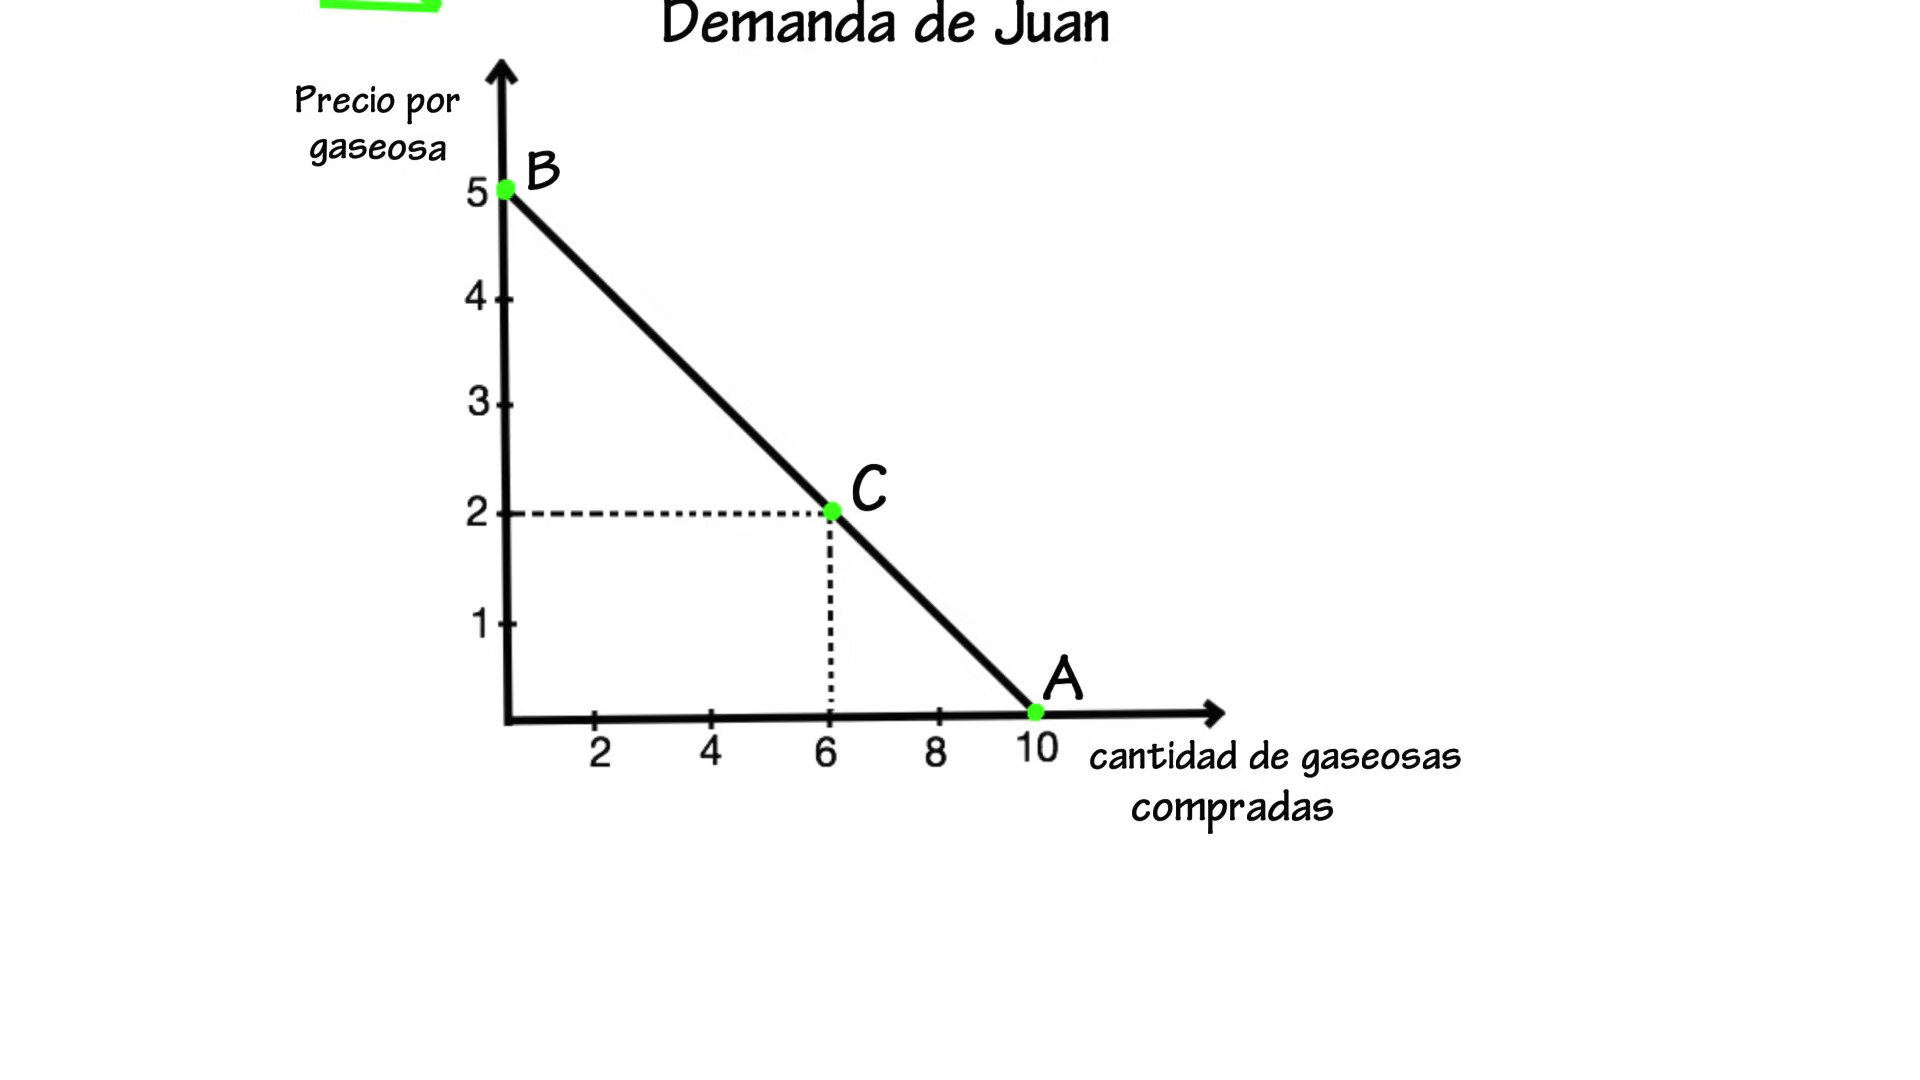 Demanda de Juan
Precio por
gaseosa
B
5
4
3
C
2
1
A
2 4 6 8 10
cantidad de gaseosas
compradas